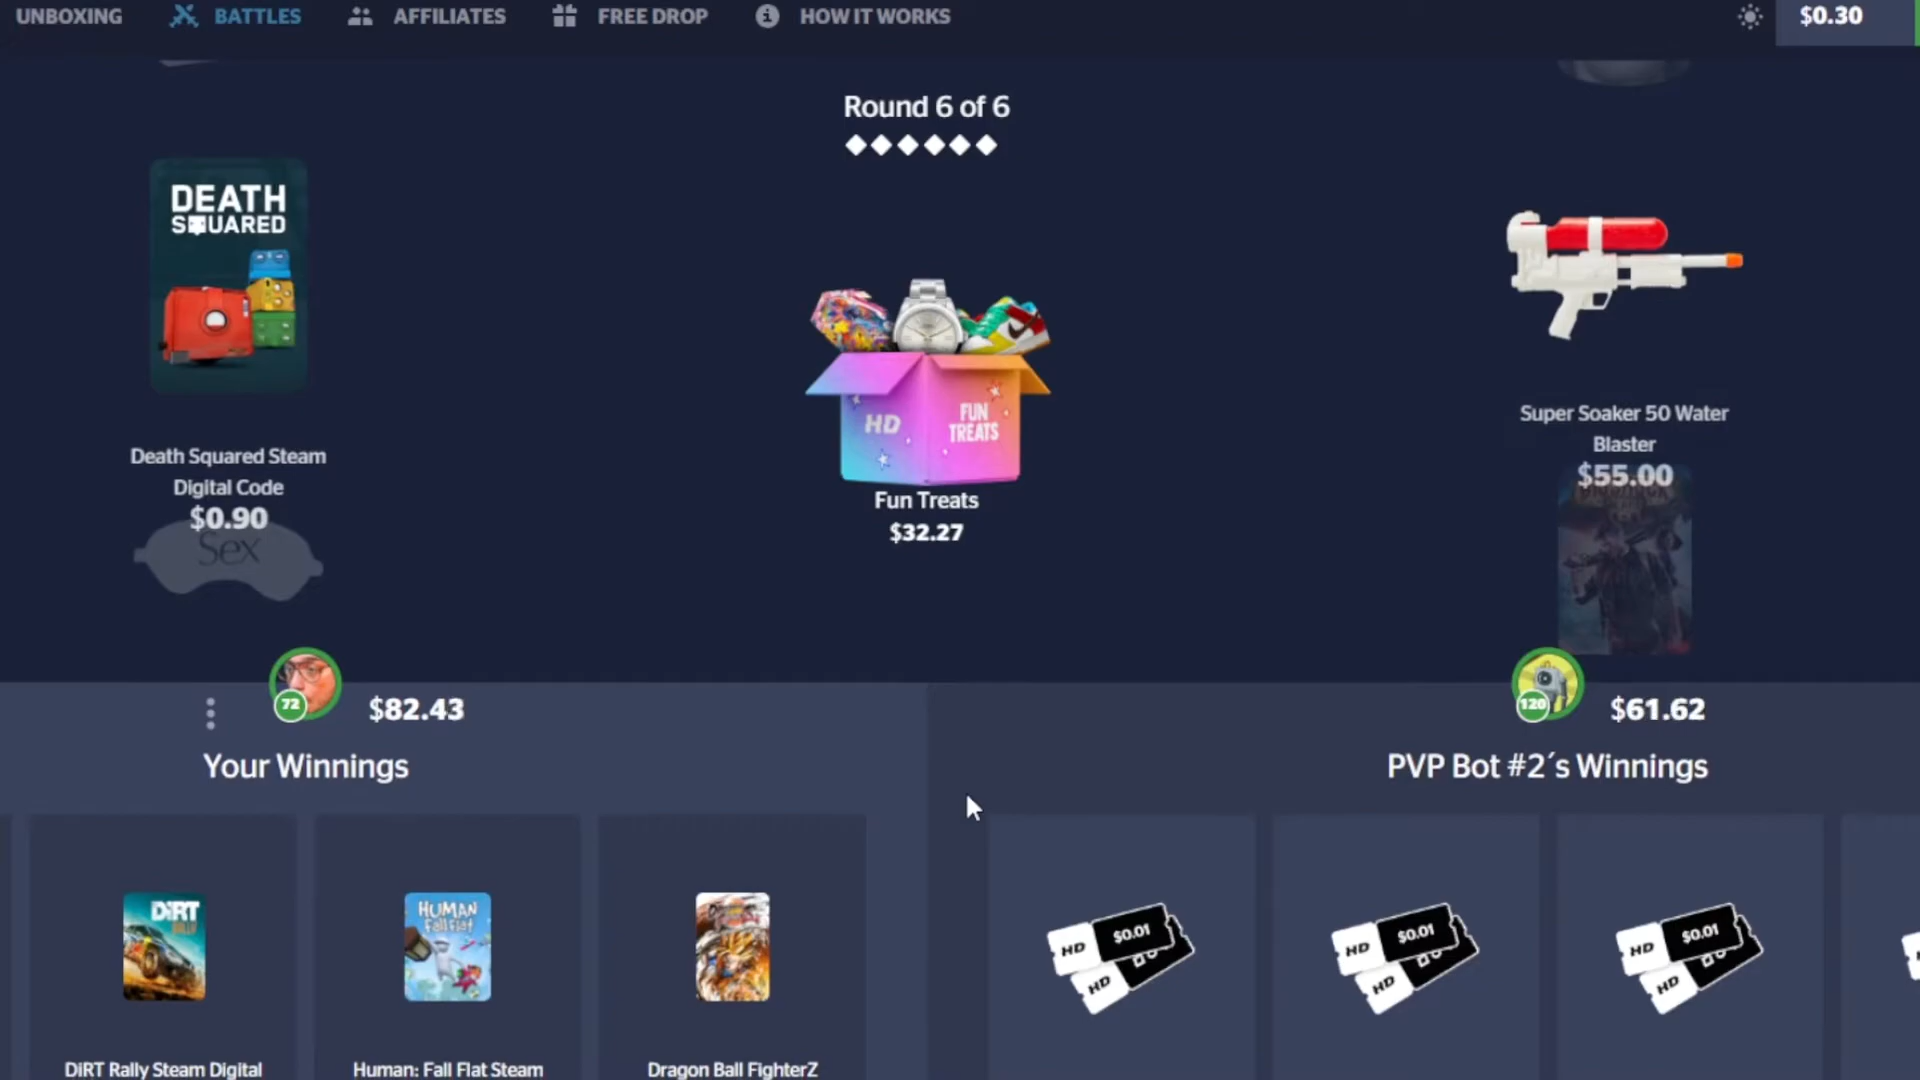 UNBOXING
BATTLES
AFFILIATES
FREE DROP
HOW IT WORKS
$0.30
Round 6 of 6
DEATH
SQUARED
Death Squared Steam
Digital Code
$0.90
Sex
HD
FUN
TREATS
Fun Treats
$32.27
Super Soaker 50 Water
Blaster
$55.00
72
$82.43
Your Winnings
120
$61.62
PVP Bot #2´s Winnings
DiRT
RALLY
DiRT Rally Steam Digital
HUMAN
fall flat
Human: Fall Flat Steam
Dragon Ball FighterZ
HD
$0.01
HD
HD
$0.01
HD
HD
$0.01
HD